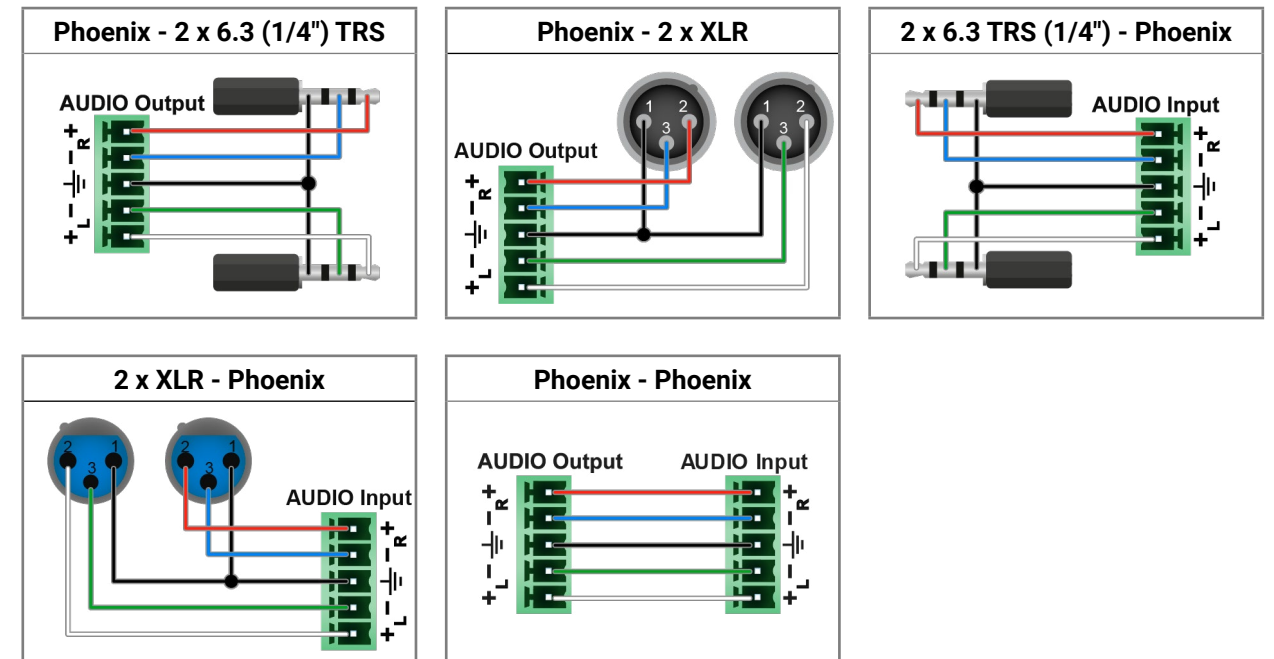 Phoenix - 2 x 6.3 (1/4") TRS
AUDIO Output
+
R
-
-
L
+
Phoenix - 2 x XLR
1
2
3
1
2
3
AUDIO Output
+
R
-
-
L
+
2 x 6.3 TRS (1/4") - Phoenix
AUDIO Input
+
R
-
-
L
+
2 x XLR - Phoenix
2
1
3
2
1
3
AUDIO Input
+
R
-
-
L
+
Phoenix - Phoenix
AUDIO Output
AUDIO Input
+
R
-
-
L
+
+
R
-
-
L
+